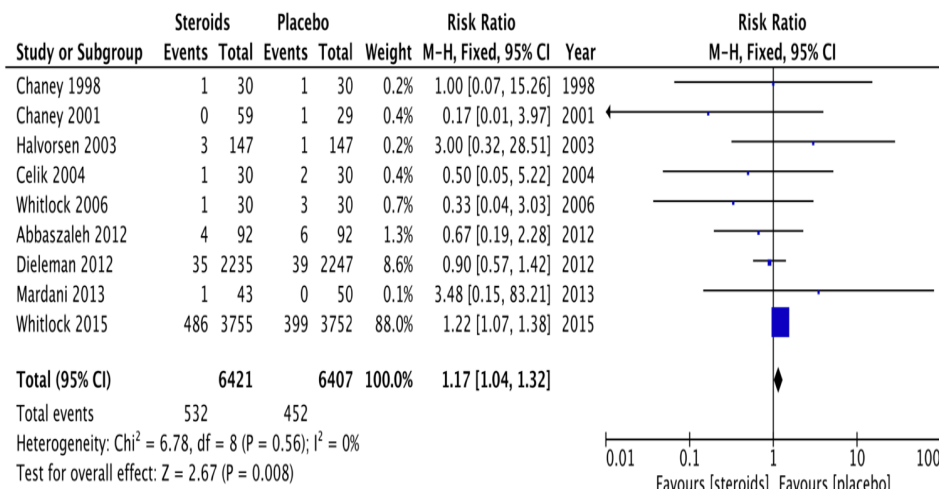 Steroids Placebo Risk Ratio Risk Ratio
Study or Subgroup Events Total Events Total Weight M-H, Fixed, 95% CI Year M-H, Fixed, 95% CI
Chaney 1998 1 30 1 30 0.2% 1.00 [0.07, 15.26] 1998
Chaney 2001 0 59 1 29 0.4% 0.17 [0.01, 3.97] 2001
Halvorsen 2003 3 147 1 147 0.2% 3.00 [0.32, 28.51] 2003
Celik 2004 1 30 2 30 0.4% 0.50 [0.05, 5.22] 2004
Whitlock 2006 1 30 3 30 0.7% 0.33 [0.04, 3.03] 2006
Abbaszaleh 2012 4 92 6 92 1.3% 0.67 [0.19, 2.28] 2012
Dieleman 2012 35 2235 39 2247 8.6% 0.90 [0.57, 1.42] 2012
Mardani 2013 1 43 0 50 0.1% 3.48 [0.15, 83.21] 2013
Whitlock 2015 486 3755 399 3752 88.0% 1.22 [1.07, 1.38] 2015
Total (95% CI) 6421 6407 100.0% 1.17 [1.04, 1.32]
Total events 532 452
Heterogeneity: Chi² = 6.78, df = 8 (P = 0.56); I² = 0%
Test for overall effect: Z = 2.67 (P = 0.008)
0.01 0.1 1 10 100
Favours [steroids] Favours [placebo]